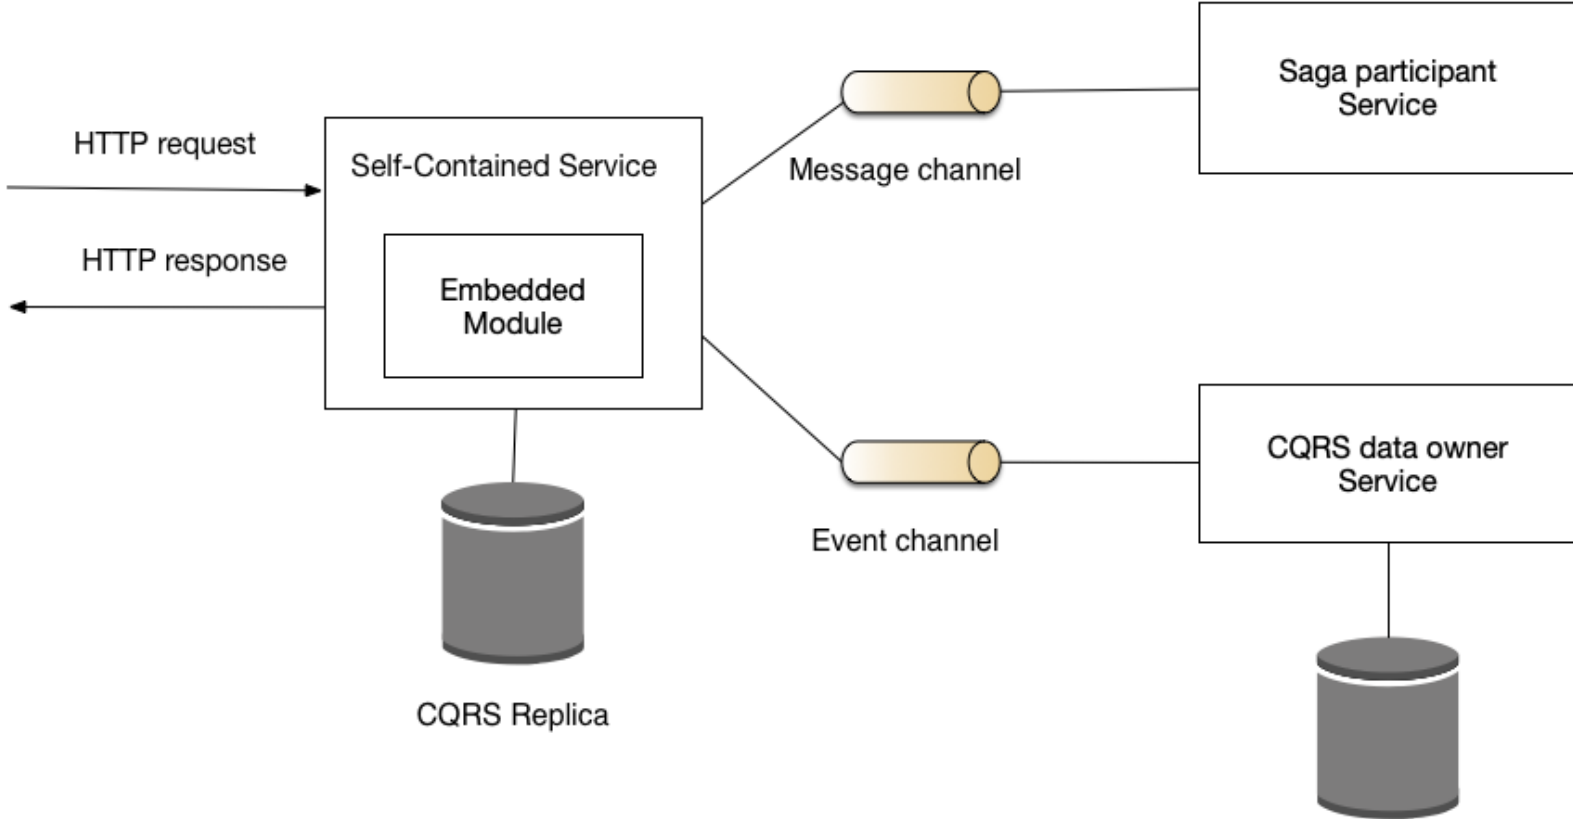 HTTP request
HTTP response
Self-Contained Service
Embedded
Module
CQRS Replica
Message channel
Event channel
Saga participant
Service
CQRS data owner
Service